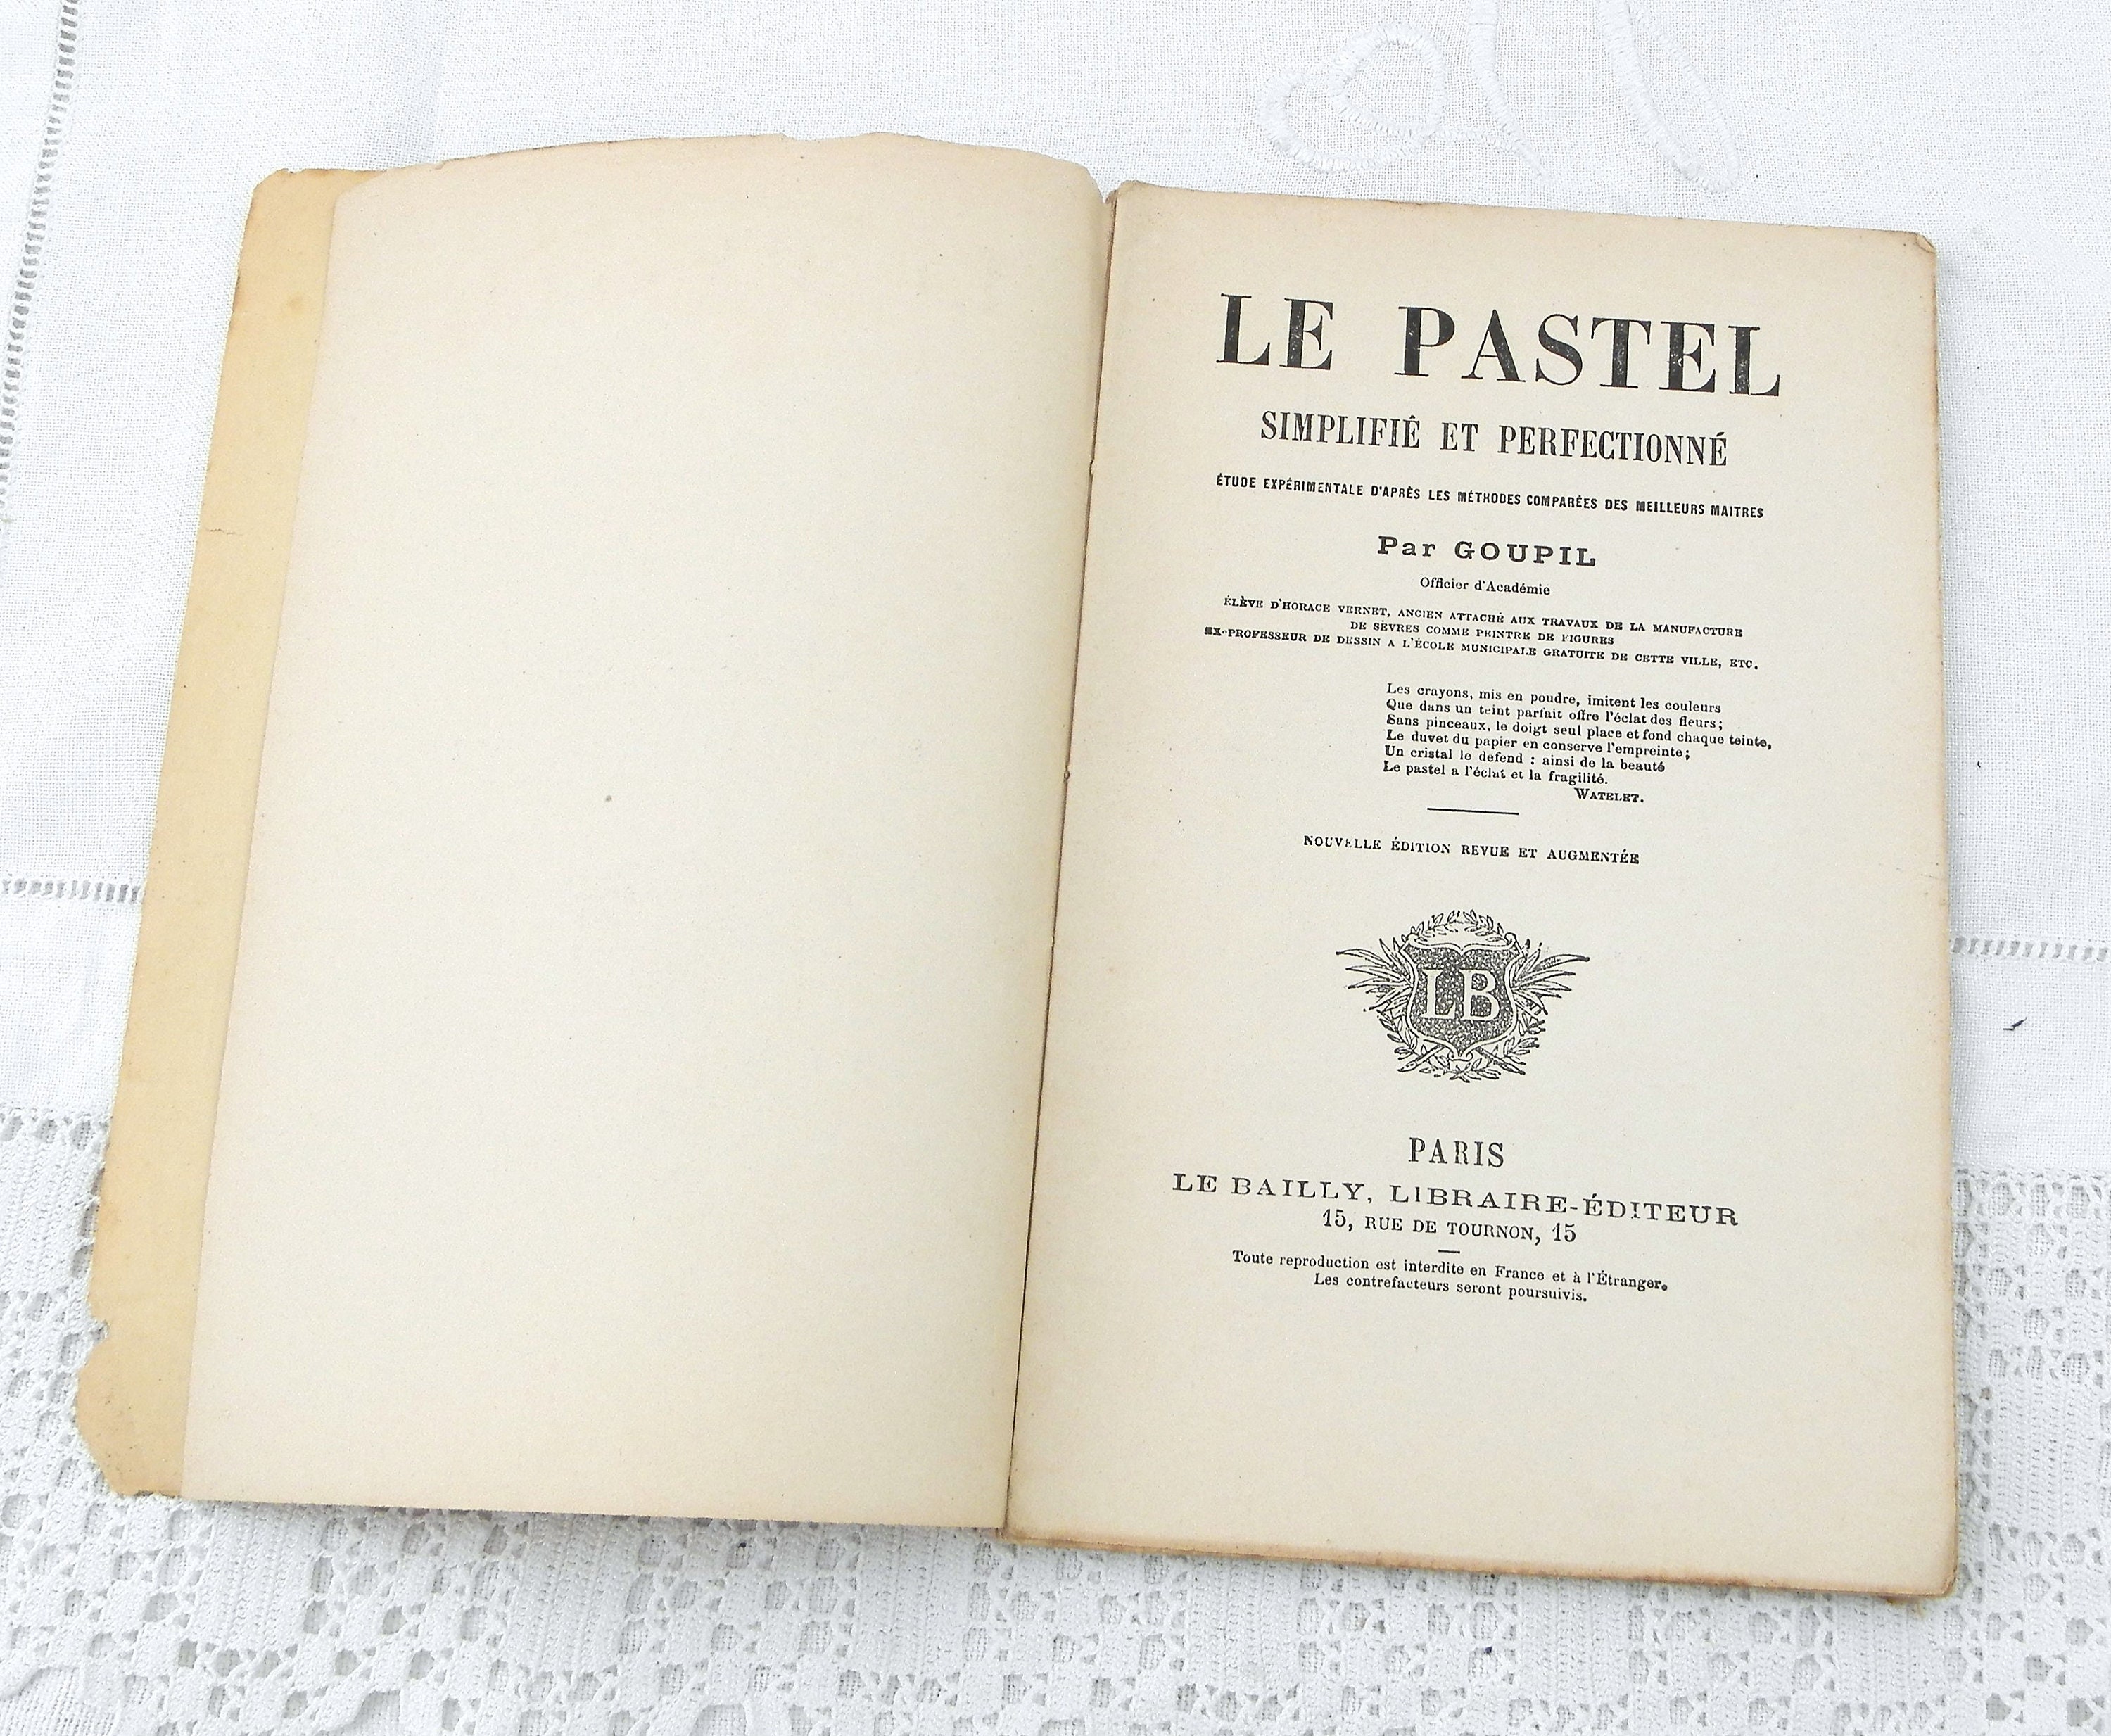 LE PASTEL
SIMPLIFIÉ ET PERFECTIONNÉ
ÉTUDE EXPÉRIMENTALE D'APRÈS LES MÉTHODES COMPARÉES DES MEILLEURS MAITRES
Par GOUPIL
Officier d'Académie
ÉLÈVE D'HORACE VERNET, ANCIEN ATTACHÉ AUX TRAVAUX DE LA MANUFACTURE
DE SÈVRES COMME PEINTRE DE FIGURES
EX-PROFESSEUR DE DESSIN A L'ÉCOLE MUNICIPALE GRATUITE DE CETTE VILLE, ETC.
Les crayons, mis en poudre, imitent les couleurs
Que dans un teint parfait offre l'éclat des fleurs;
Sans pinceaux, le doigt seul place et fond chaque teinte,
Le duvet du papier en conserve l'empreinte;
Un cristal le defend : ainsi de la beauté
Le pastel a l'éclat et la fragilité.
WATELET.
NOUVELLE ÉDITION REVUE ET AUGMENTÉE
LB
PARIS
LE BAILLY, LIBRAIRE-ÉDITEUR
15, RUE DE TOURNON, 15
Toute reproduction est interdite en France et à l'Étranger.
Les contrefacteurs seront poursuivis.